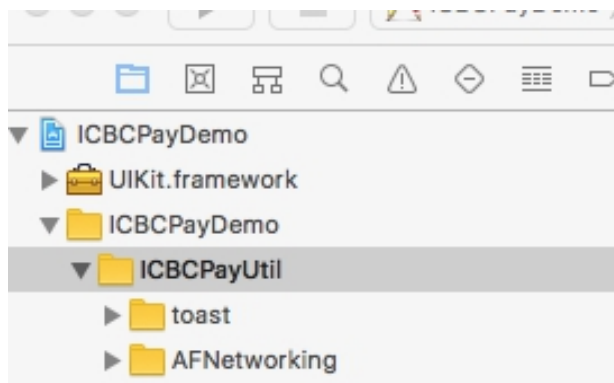 ICBCPayDemo
UIKit.framework
ICBCPayDemo
ICBCPayUtil
toast
AFNetworking